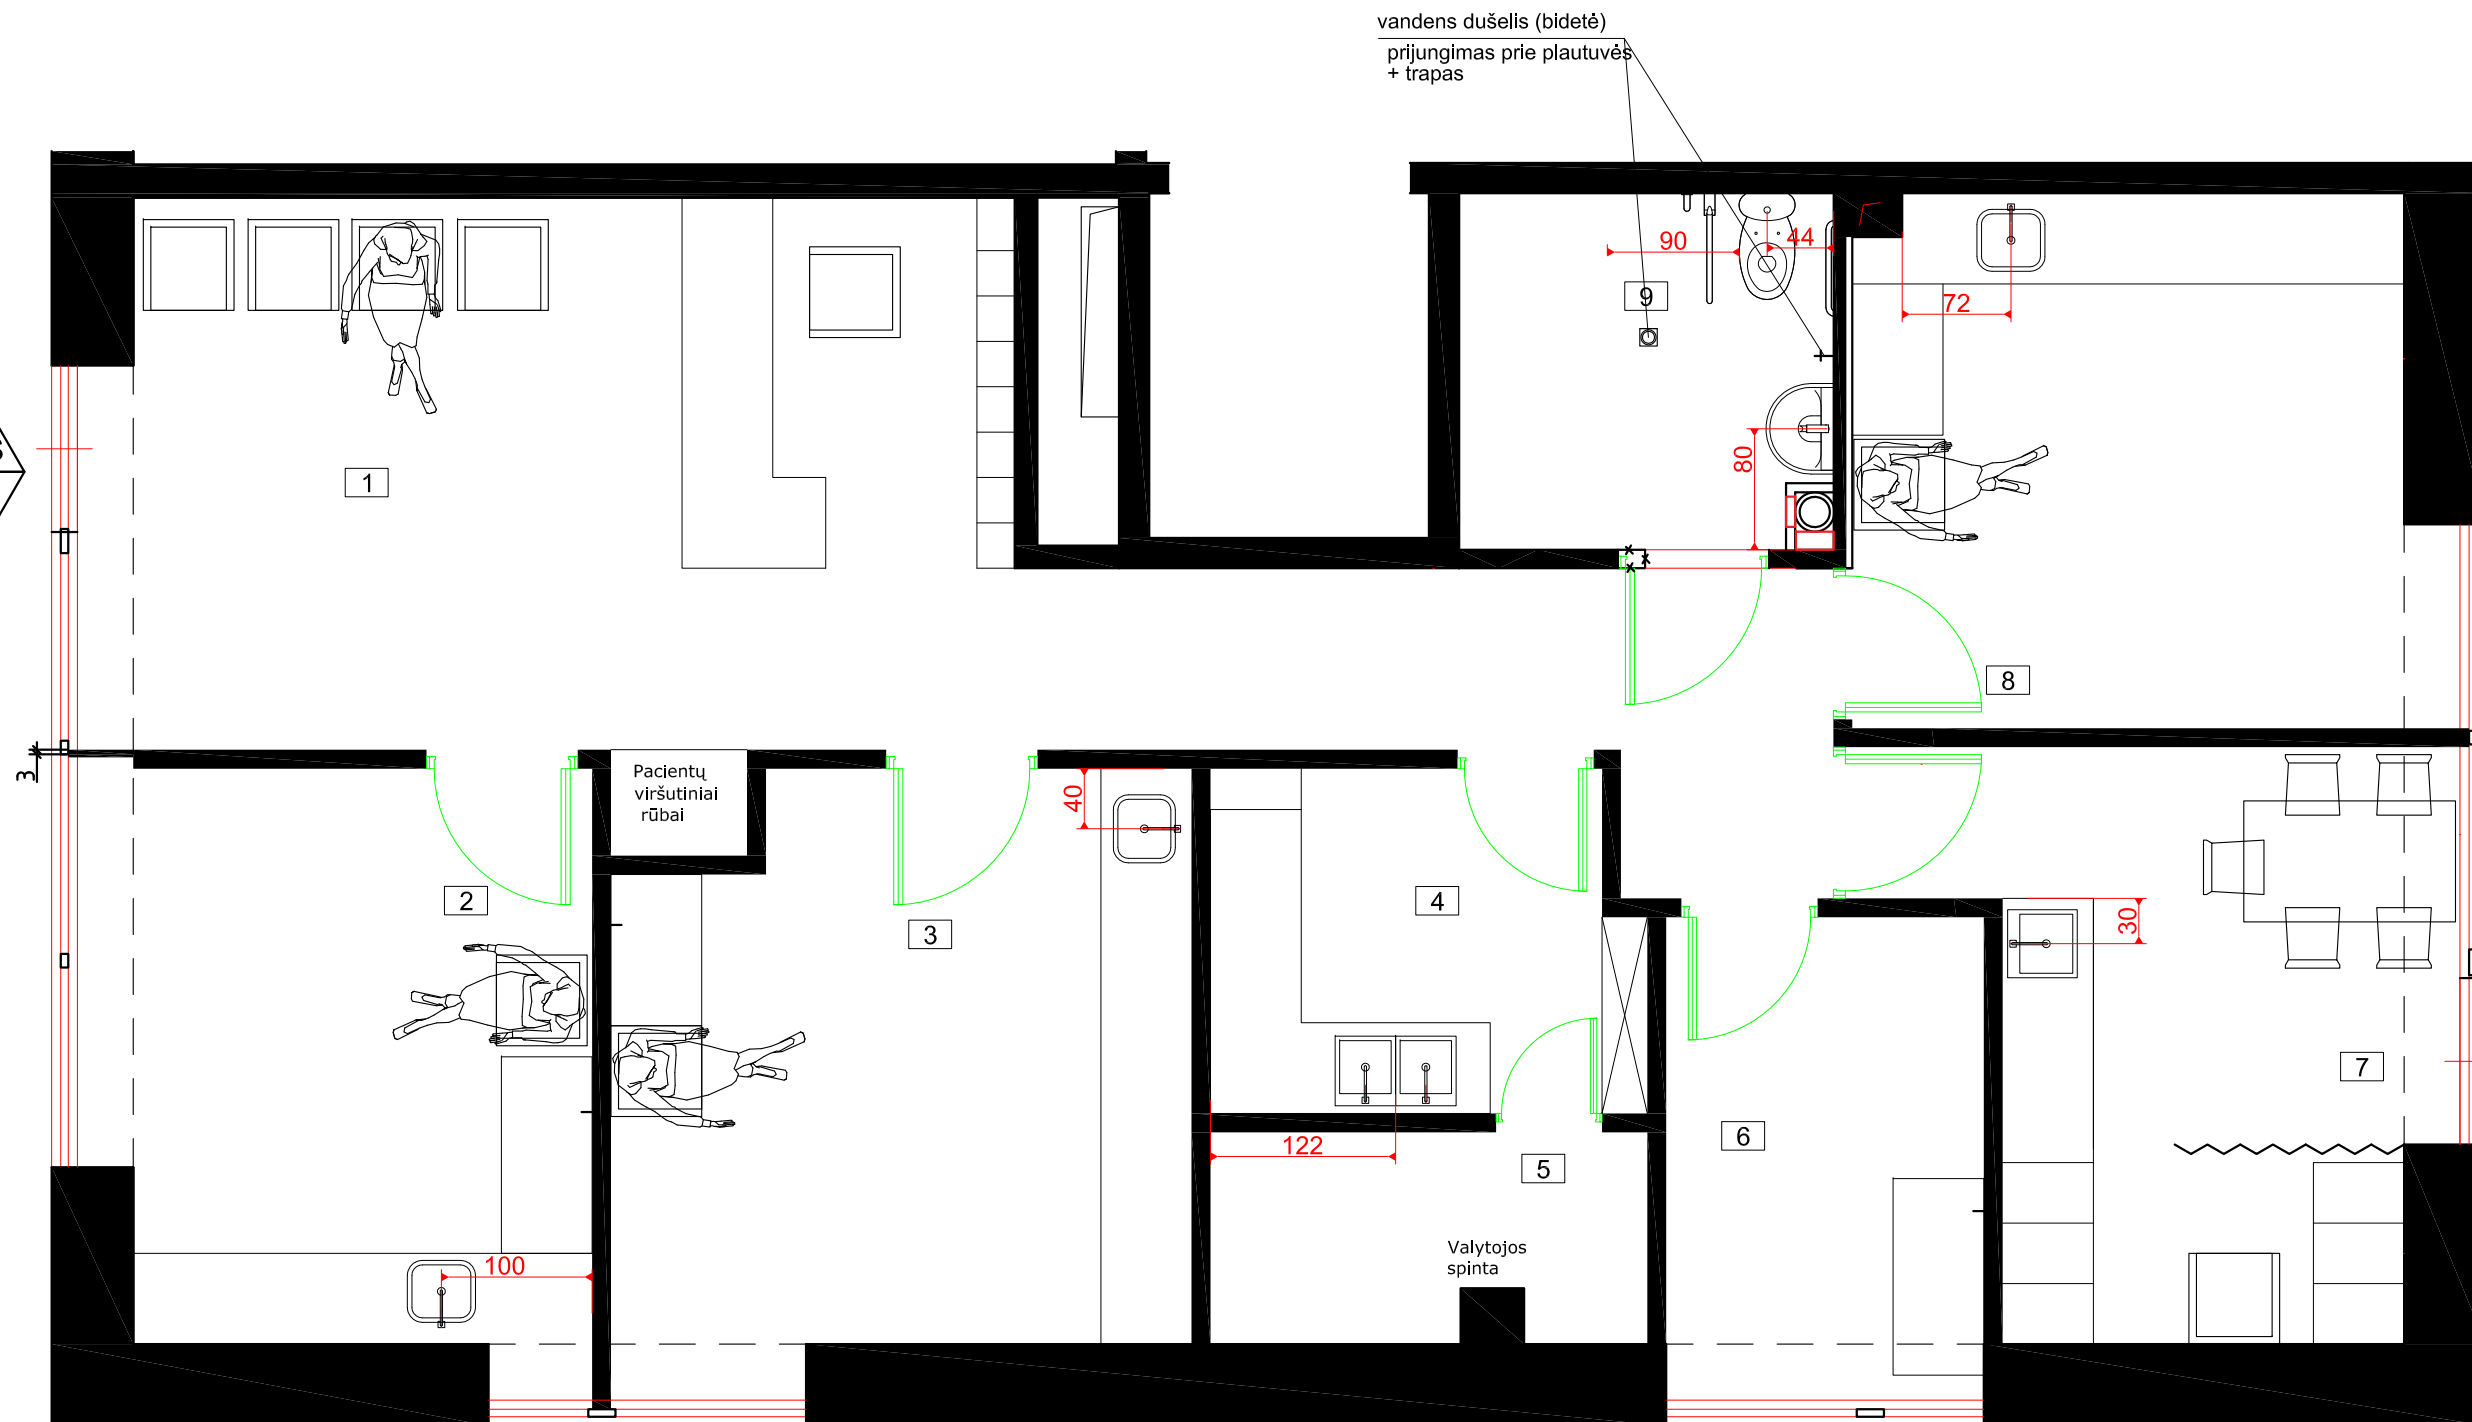 vandens dušelis (bidetė)
prijungimas prie plautuvės
+ trapas
90
44
9
72
1
80
8
3
Pacientų
viršutiniai
rūbai
40
2
3
4
30
7
6
122
5
Valytojos
spinta
100